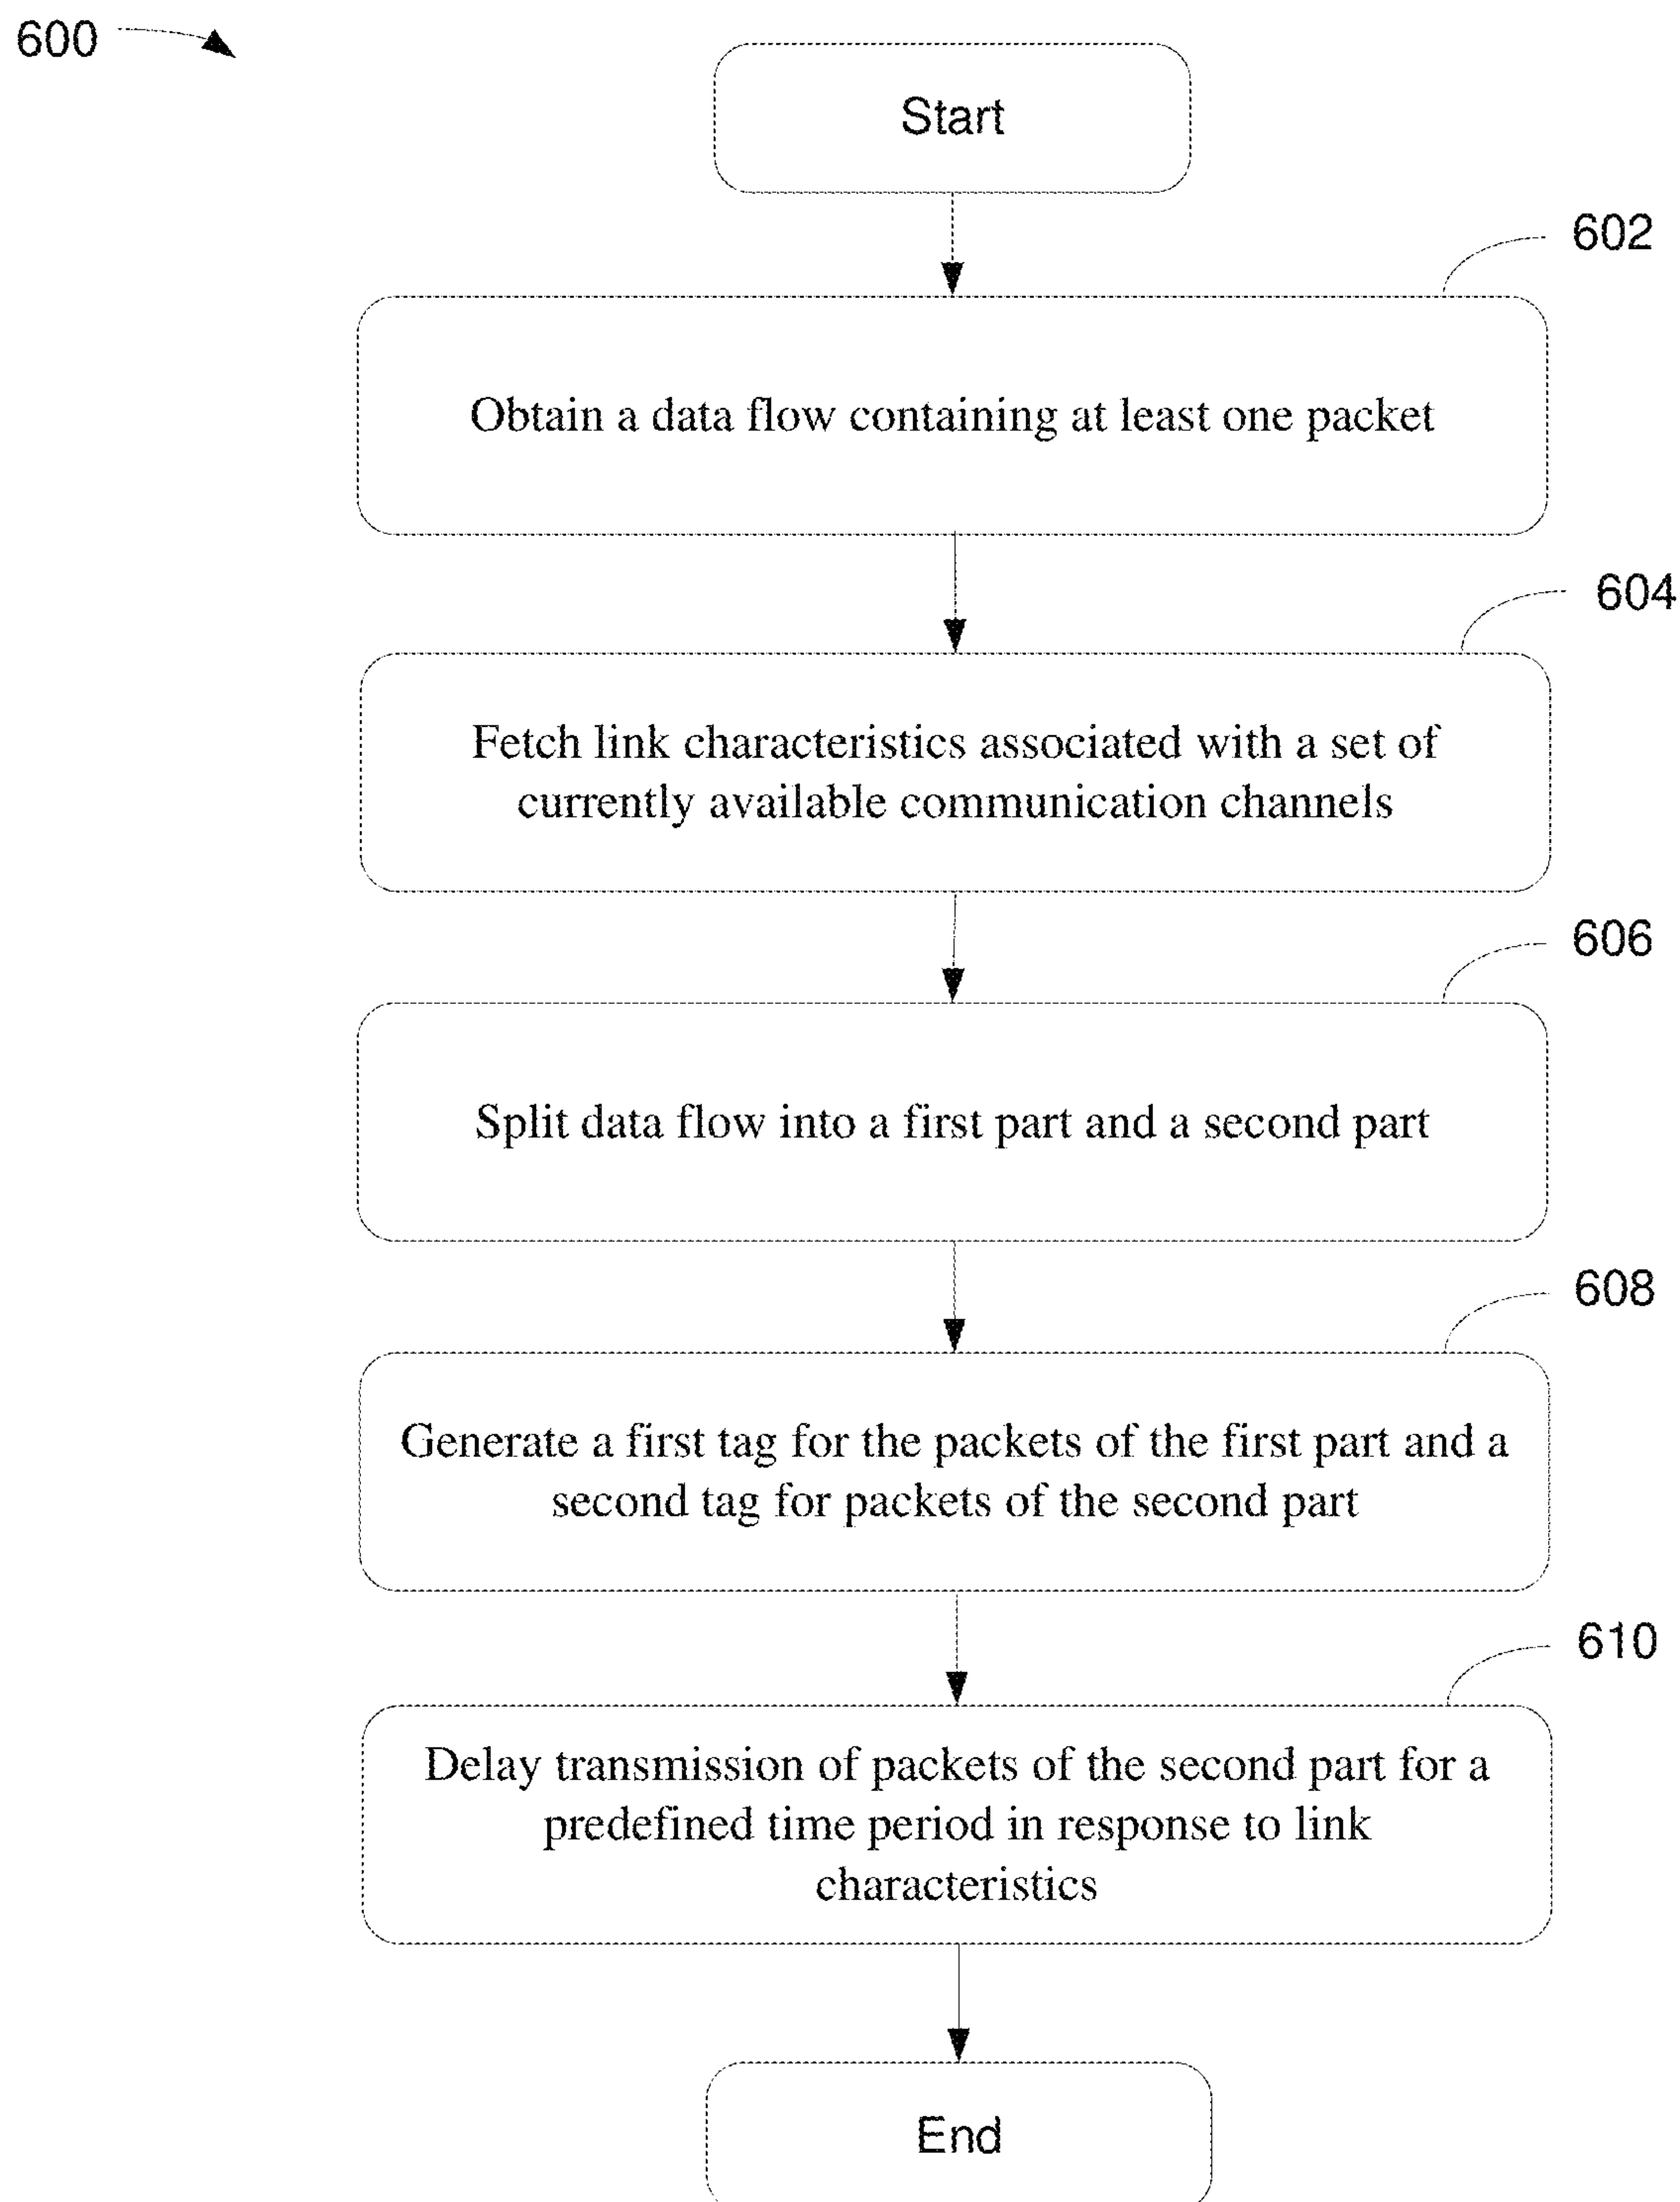 600
Start
602
Obtain a data flow containing at least one packet
604
Fetch link characteristics associated with a set of
currently available communication channels
606
Split data flow into a first part and a second part
608
Generate a first tag for the packets of the first part and a
second tag for packets of the second part
610
Delay transmission of packets of the second part for a
predefined time period in response to link
characteristics
End